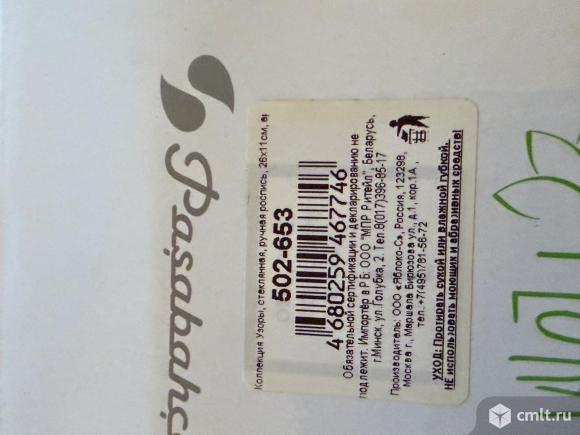 Paşabahçe
Коллекция Узоры, стеклянная, ручная роспись, 26x11см, в
502-653
4 680259 467746
Обязательной сертификации и декларированию не
подлежит. Импортёр в Р.Б: ООО "МПР Ритейл", Беларусь,
г.Минск, ул.Голубка, 2. Тел.8(017)396-85-17
Производитель: ООО «Яблоко-С», Россия, 123298,
Москва г., Маршала Бирюзова ул., д.1, кор.1А ,
тел. +7(495)781-56-72
УХОД: Протирать сухой или влажной губкой.
НЕ использовать моющих и абразивных средств!
cmlt.ru